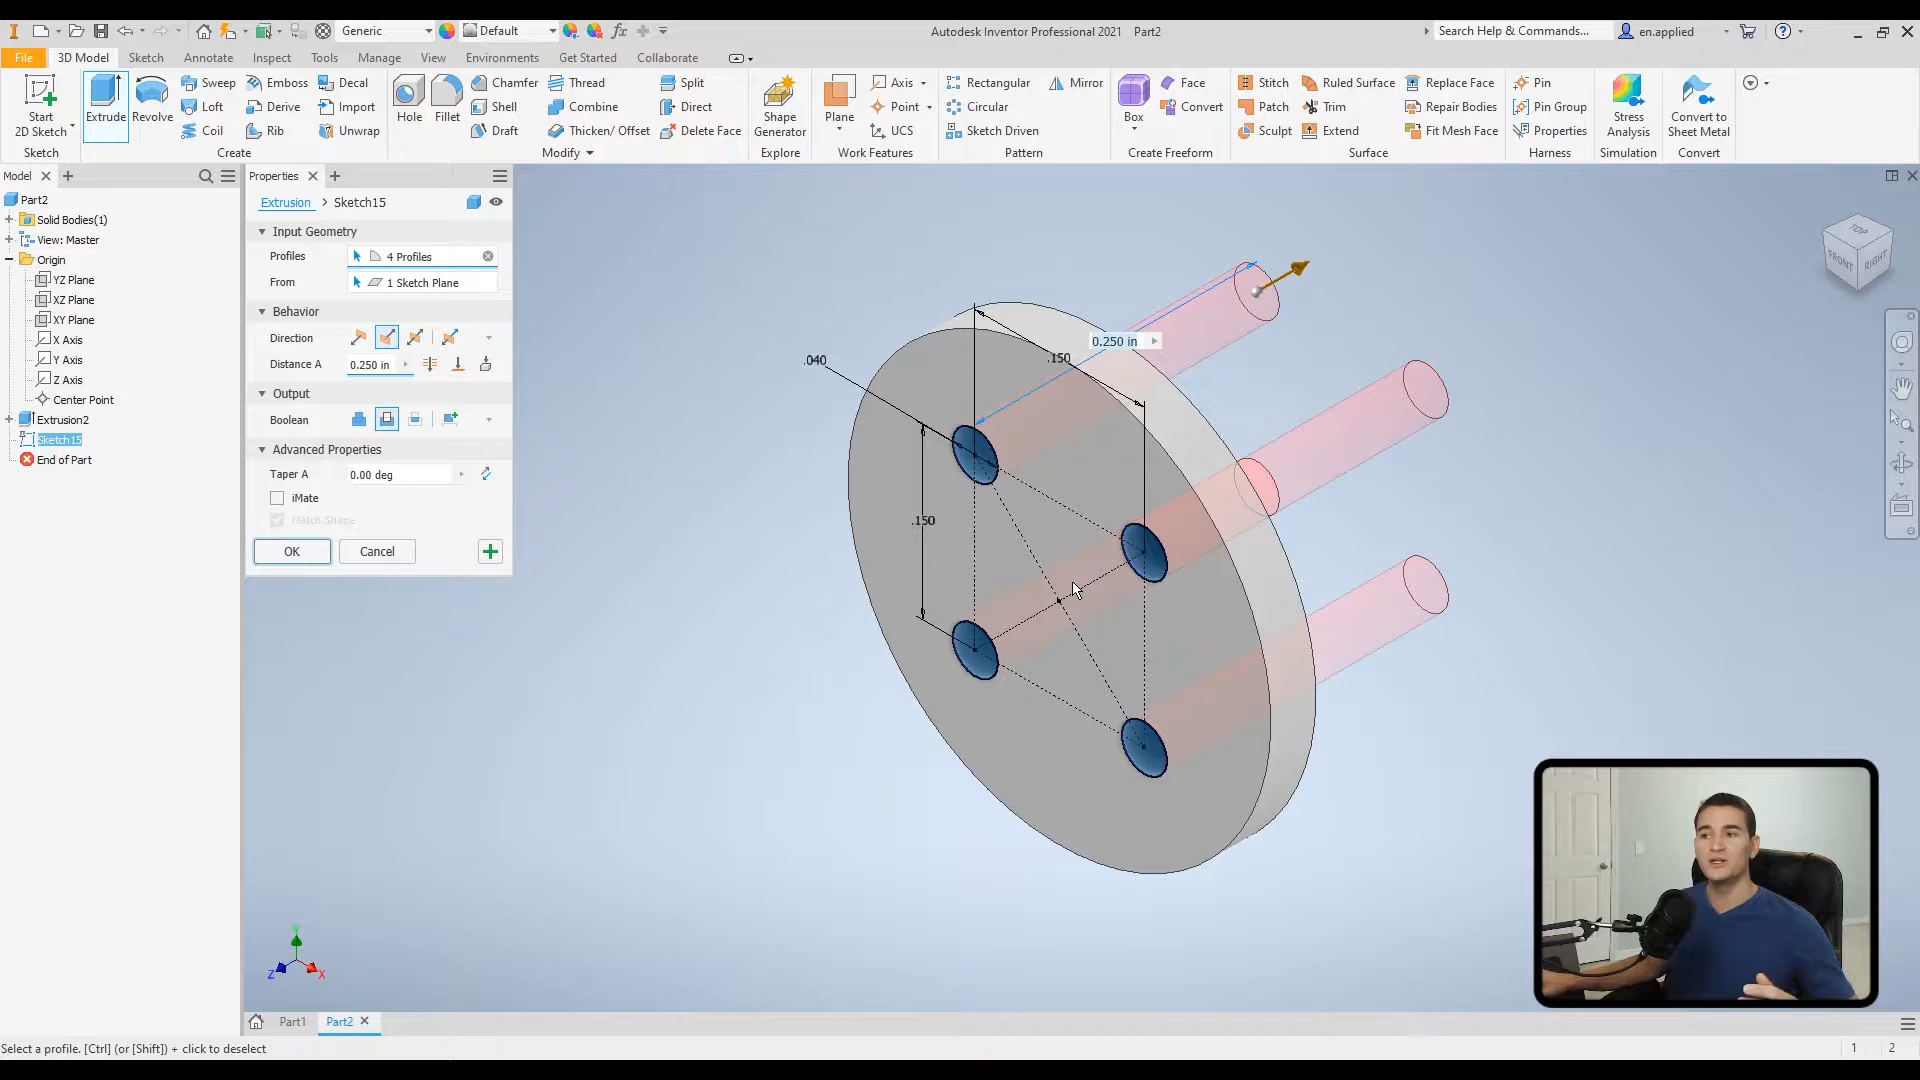 Generic
Default
fx
Autodesk Inventor Professional 2021 Part2
Search Help & Commands...
en.applied
File
3D Model
Sketch
Annotate
Inspect
Tools
Manage
View
Environments
Get Started
Collaborate
Start
2D Sketch
Sketch
Extrude
Revolve
Sweep
Emboss
Decal
Loft
Derive
Import
Coil
Rib
Unwrap
Create
Hole
Fillet
Chamfer
Thread
Split
Shell
Combine
Direct
Draft
Thicken/ Offset
Delete Face
Modify
Shape
Generator
Explore
Plane
Axis
Point
UCS
Work Features
Rectangular
Mirror
Circular
Sketch Driven
Pattern
Box
Face
Convert
Create Freeform
Stitch
Ruled Surface
Replace Face
Patch
Trim
Repair Bodies
Sculpt
Extend
Fit Mesh Face
Surface
Pin
Pin Group
Properties
Harness
Stress
Analysis
Simulation
Convert to
Sheet Metal
Convert
Model
Part2
Solid Bodies(1)
View: Master
Origin
YZ Plane
XZ Plane
XY Plane
X Axis
Y Axis
Z Axis
Center Point
Extrusion2
Sketch15
End of Part
Properties
Extrusion > Sketch15
Input Geometry
Profiles
4 Profiles
From
1 Sketch Plane
Behavior
Direction
Distance A
0.250 in
Output
Boolean
Advanced Properties
Taper A
0.00 deg
iMate
Match Shape
OK
Cancel
.040
.150
0.250 in
.150
TOP
FRONT
RIGHT
Z
X
Part1
Part2
Select a profile. [Ctrl] (or [Shift]) + click to deselect
1
2